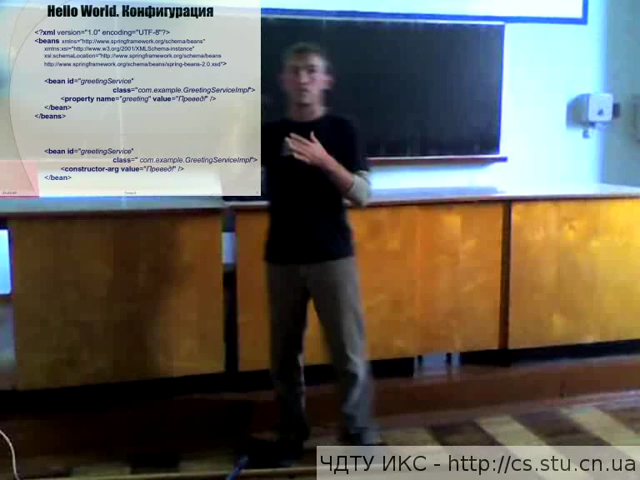 Hello World. Конфигурация
<?xml version="1.0" encoding="UTF-8"?>
<beans xmlns="http://www.springframework.org/schema/beans"
xmlns:xsi="http://www.w3.org/2001/XMLSchema-instance"
xsi:schemaLocation="http://www.springframework.org/schema/beans
http://www.springframework.org/schema/beans/spring-beans-2.0.xsd">
<bean id="greetingService"
class="com.example.GreetingServiceImpl">
<property name="greeting" value="Превед!" />
</bean>
</beans>
<bean id="greetingService"
class=" com.example.GreetingServiceImpl">
<constructor-arg value="Превед!" />
</bean>
ЧДТУ ИКС - http://cs.stu.cn.ua